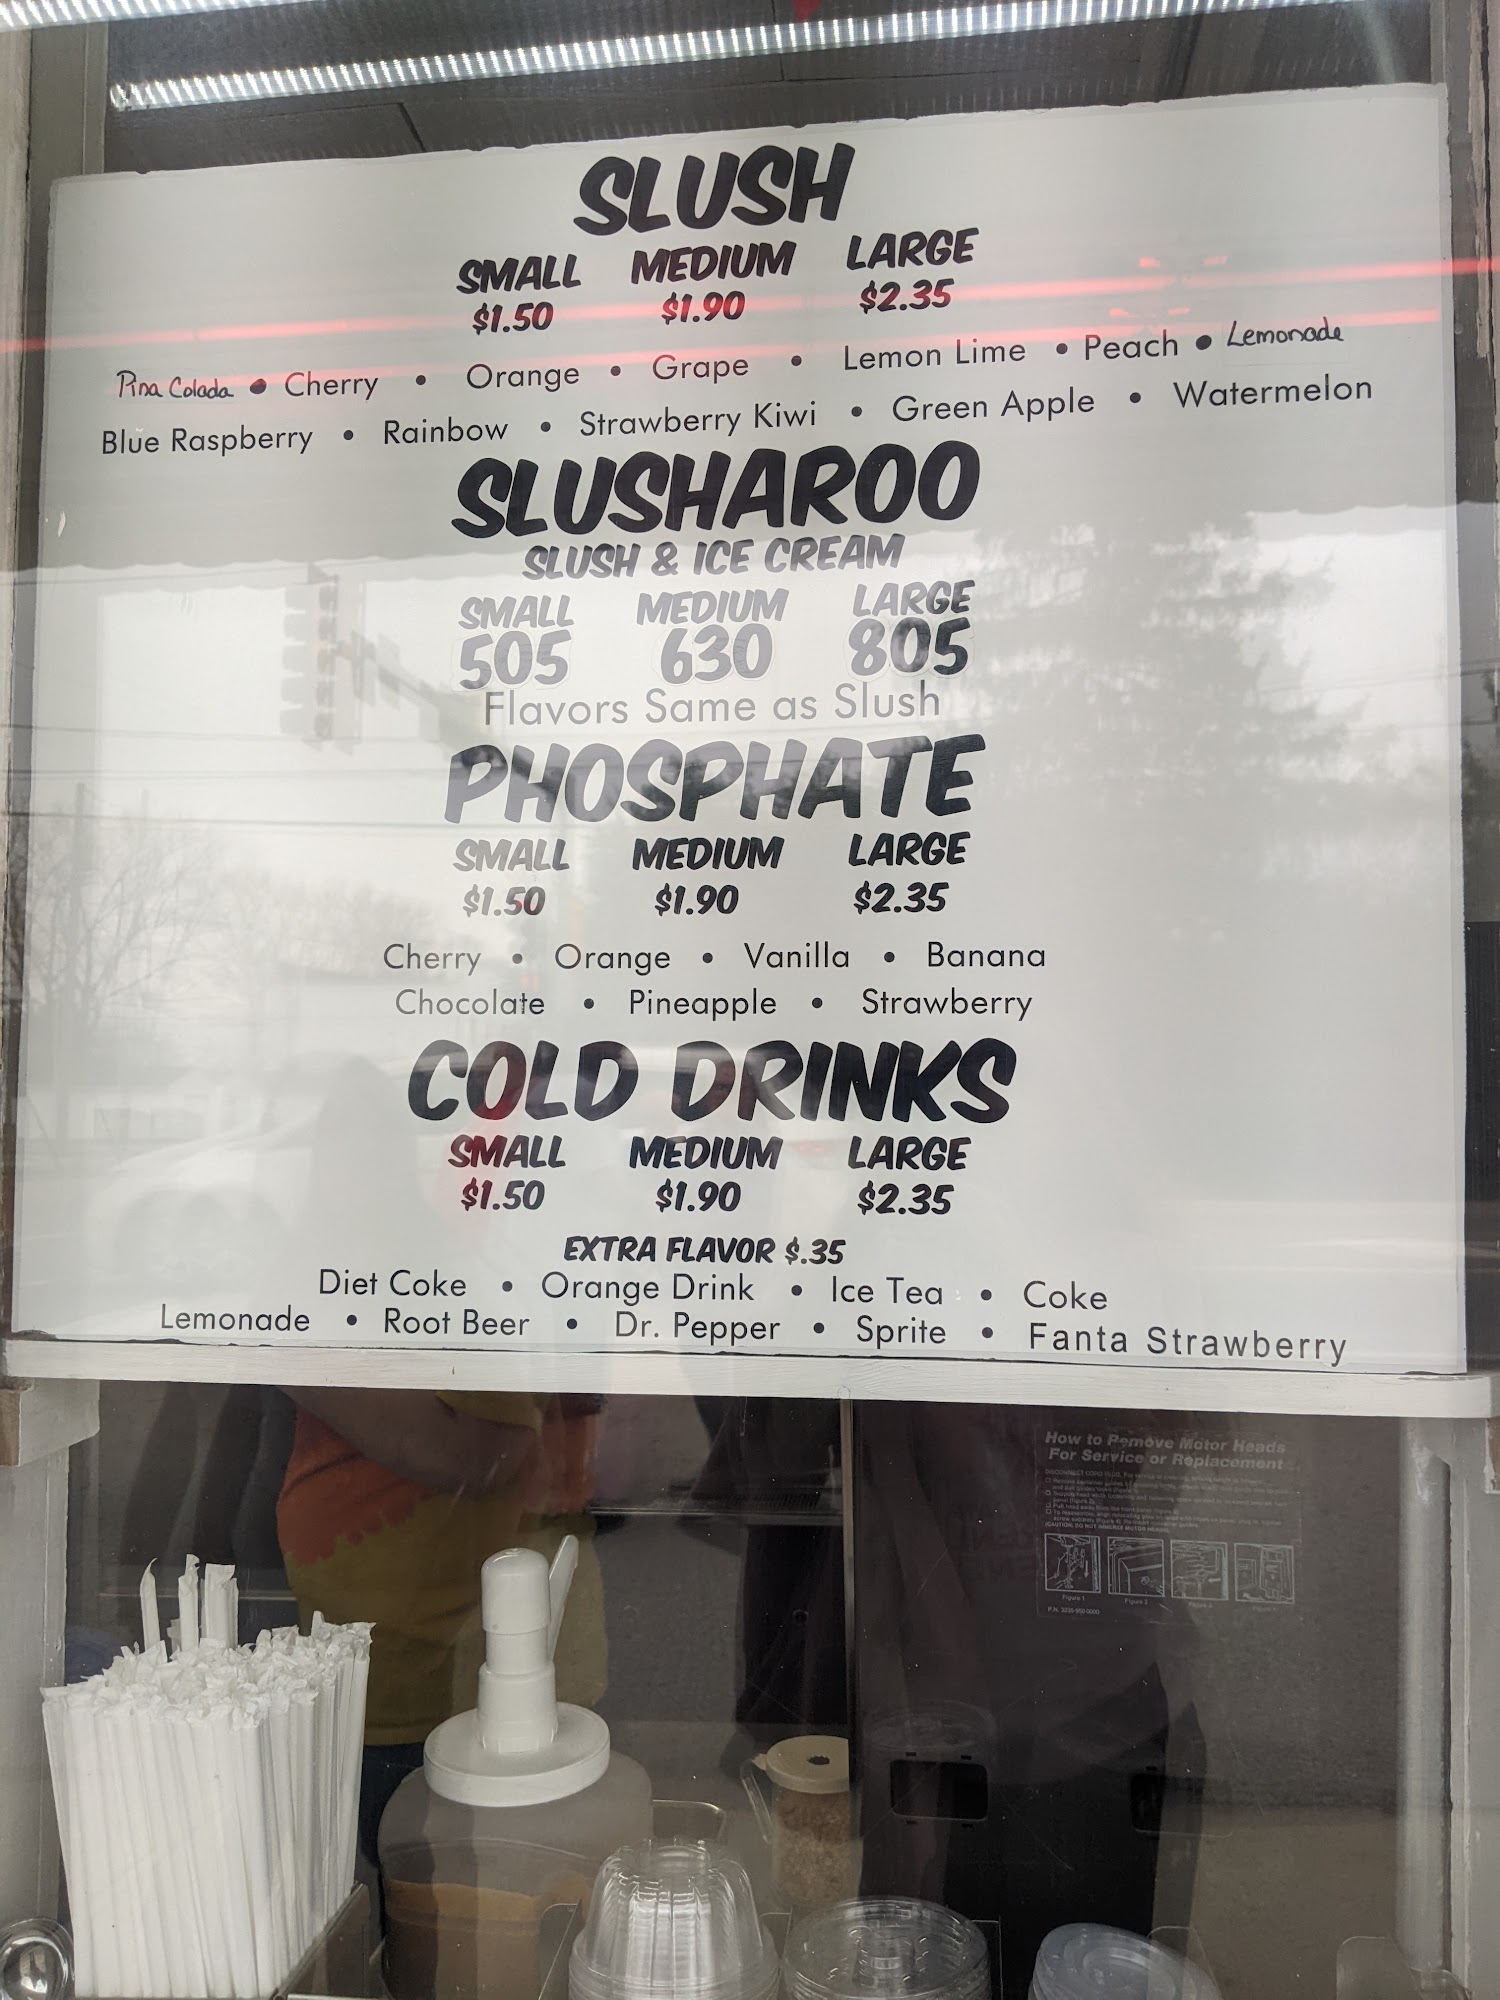 SLUSH
SMALL MEDIUM LARGE
$1.50 $1.90 $2.35
Pina Colada • Cherry • Orange • Grape • Lemon Lime • Peach • Lemonade
Blue Raspberry • Rainbow • Strawberry Kiwi • Green Apple • Watermelon
SLUSHAROO
SLUSH & ICE CREAM
SMALL MEDIUM LARGE
505 630 805
Flavors Same as Slush
PHOSPHATE
SMALL MEDIUM LARGE
$1.50 $1.90 $2.35
Cherry • Orange • Vanilla • Banana
Chocolate • Pineapple • Strawberry
COLD DRINKS
SMALL MEDIUM LARGE
$1.50 $1.90 $2.35
EXTRA FLAVOR $.35
Diet Coke • Orange Drink • Ice Tea • Coke
Lemonade • Root Beer • Dr. Pepper • Sprite • Fanta Strawberry
How to Remove Motor Heads
For Service or Replacement
Figure 1 Figure 2